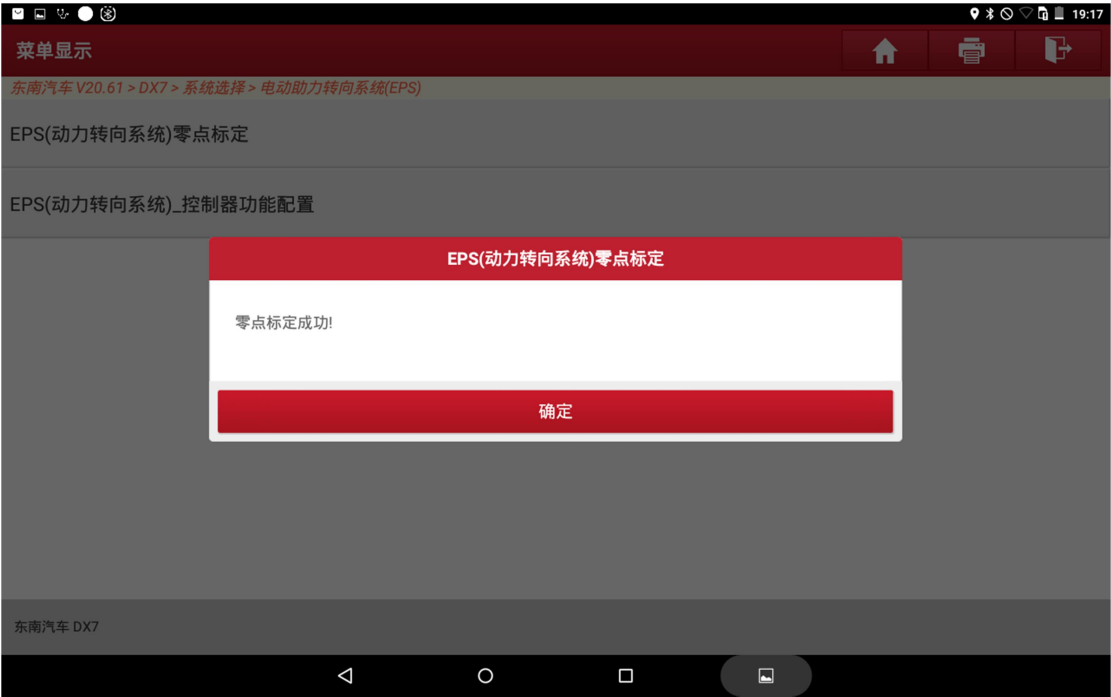 19:17
菜单显示
东南汽车 V20.61 > DX7 > 系统选择 > 电动助力转向系统(EPS)
EPS(动力转向系统)零点标定
EPS(动力转向系统)_控制器功能配置
EPS(动力转向系统)零点标定
零点标定成功!
确定
东南汽车 DX7